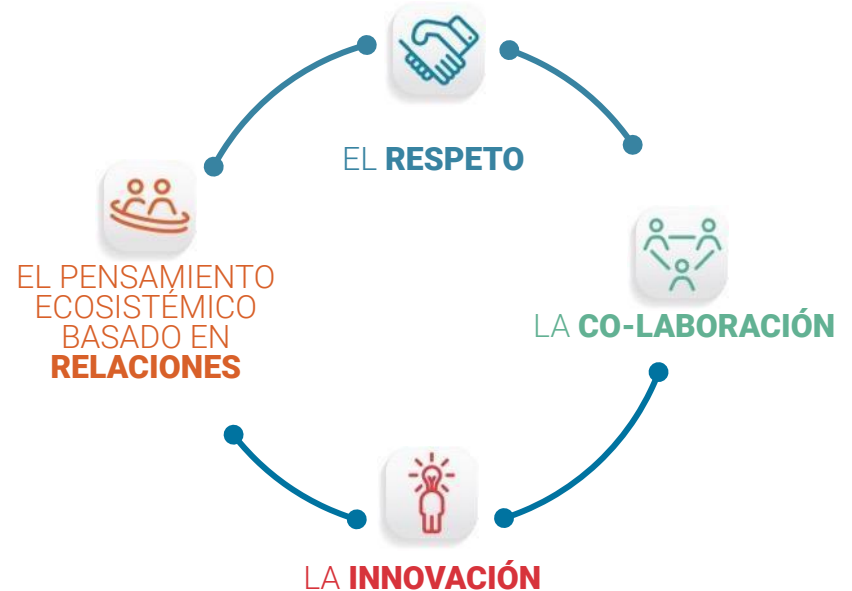 EL RESPETO
EL PENSAMIENTO
ECOSISTÉMICO
BASADO EN
RELACIONES
LA CO-LABORACIÓN
LA INNOVACIÓN